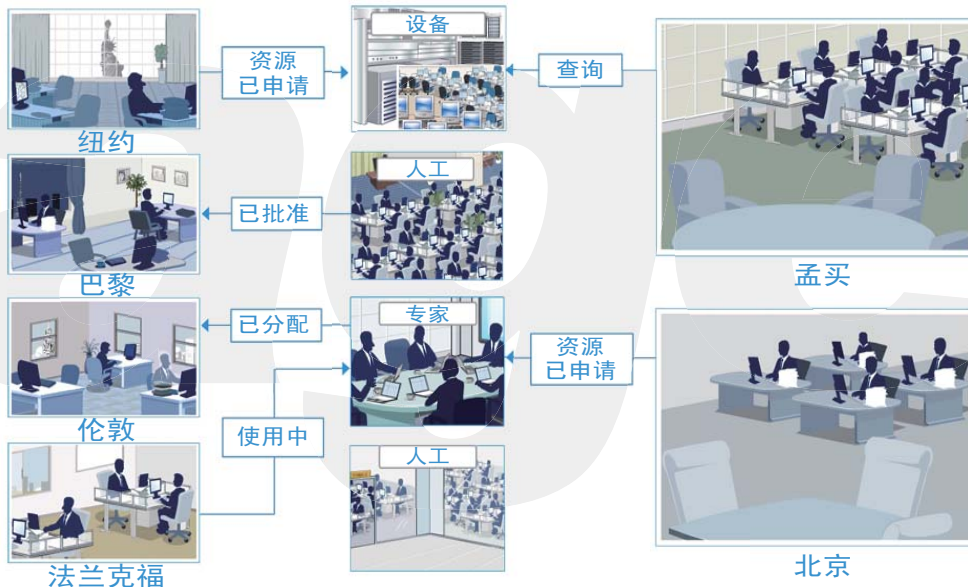 设备
资源
已申请
查询
纽约
人工
已批准
巴黎
孟买
专家
已分配
资源
已申请
伦敦
使用中
人工
法兰克福
北京